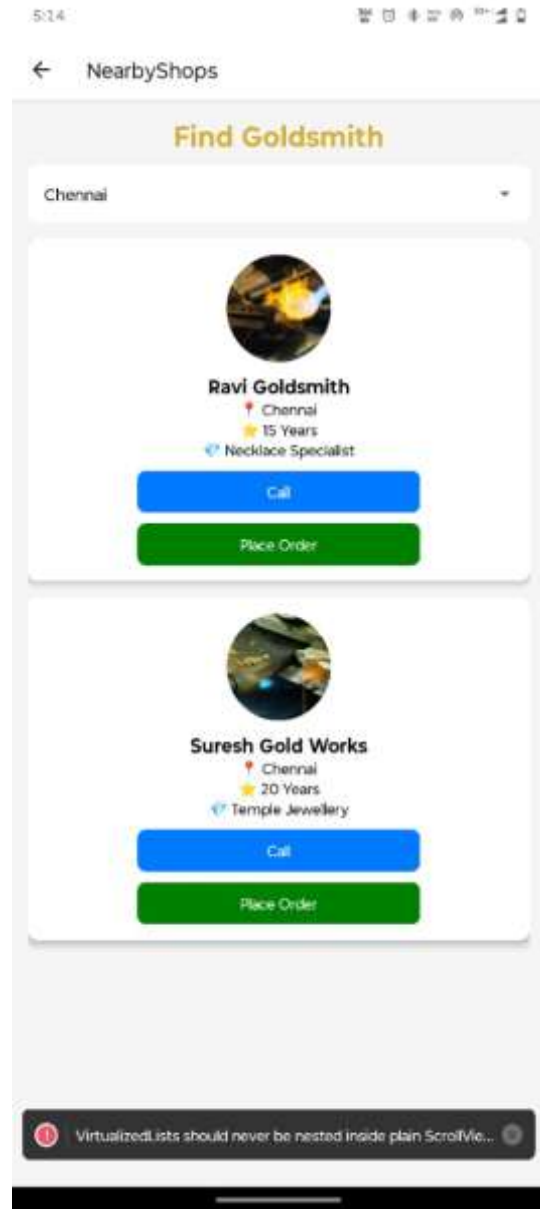 5:14
NearbyShops
Find Goldsmith
Chennai
Ravi Goldsmith
📍 Chennai
⭐ 15 Years
💎 Necklace Specialist
Call
Place Order
Suresh Gold Works
📍 Chennai
⭐ 20 Years
💎 Temple Jewellery
Call
Place Order
VirtualizedLists should never be nested inside plain ScrollVie...